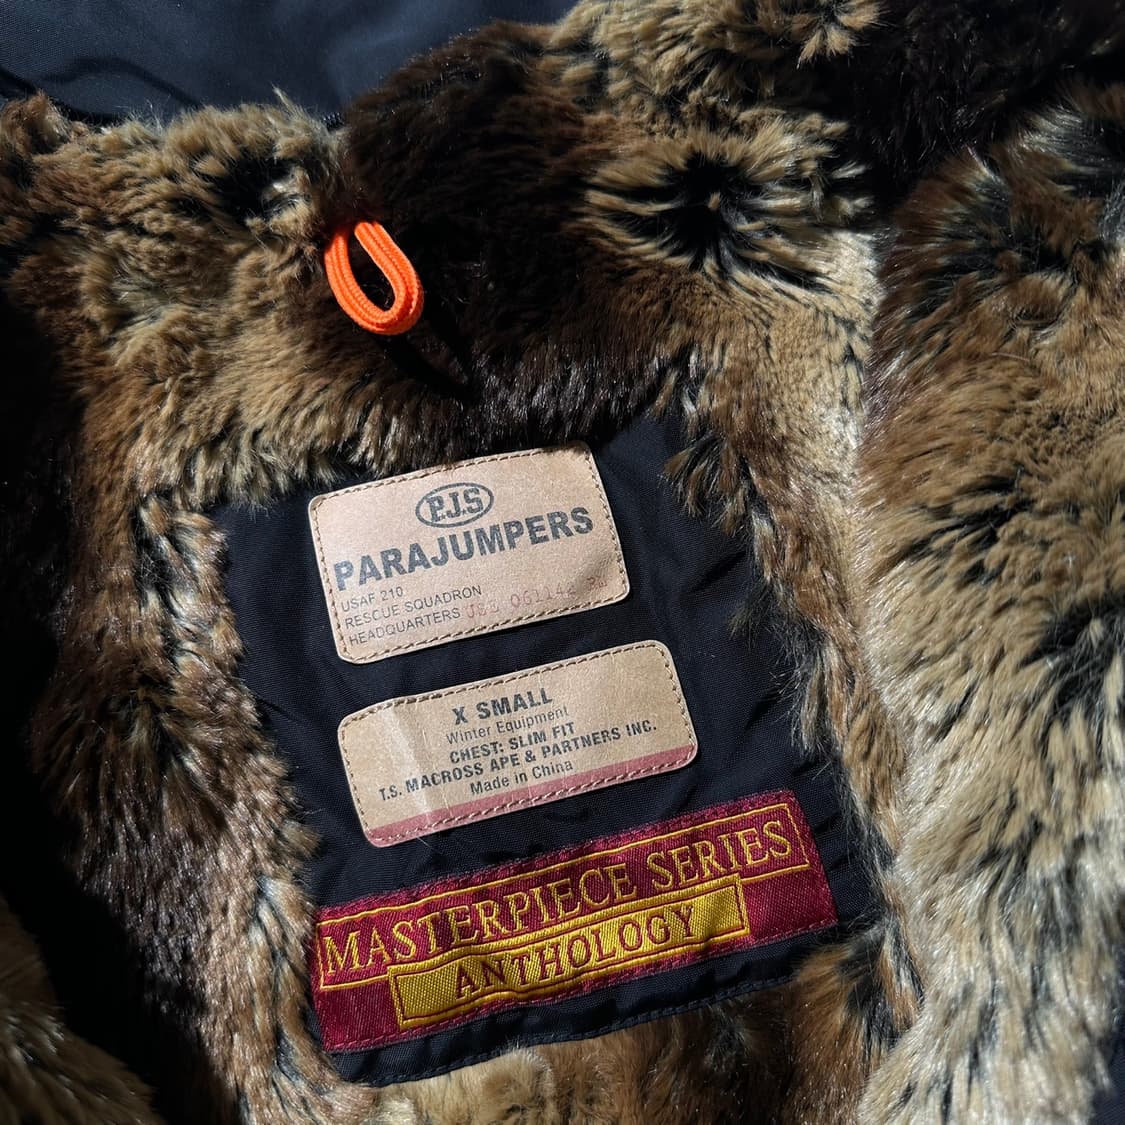 P.J.S
PARAJUMPERS
USAF 210
RESCUE SQUADRON
HEADQUARTERS 061142
X SMALL
Winter Equipment
CHEST: SLIM FIT
T.S. MACROSS APE & PARTNERS INC.
Made in China
MASTERPIECE SERIES
ANTHOLOGY